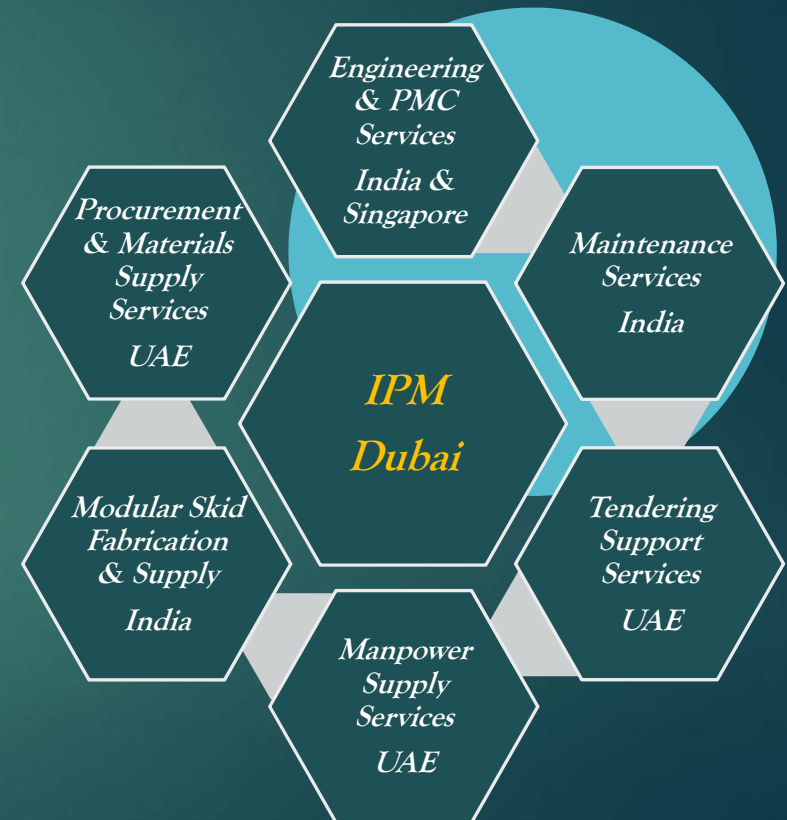 Engineering
& PMC
Services
India &
Singapore
Maintenance
Services
India
Tendering
Support
Services
UAE
Manpower
Supply
Services
UAE
Modular Skid
Fabrication
& Supply
India
Procurement
& Materials
Supply
Services
UAE
IPM
Dubai